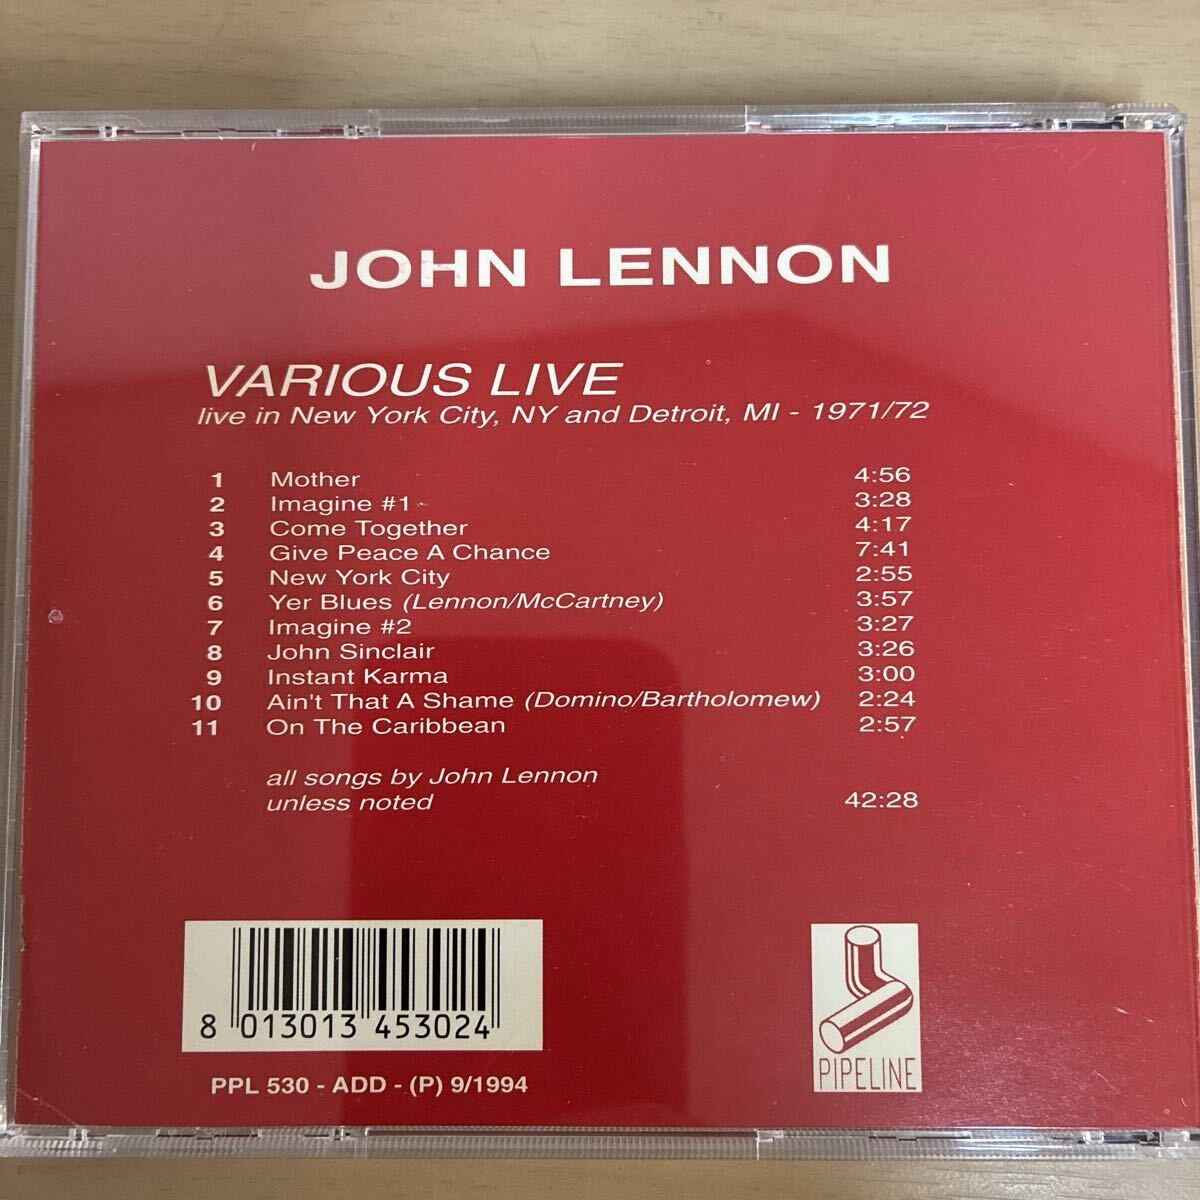 JOHN LENNON
VARIOUS LIVE
live in New York City, NY and Detroit, MI - 1971/72
1 Mother 4:56
2 Imagine #1 3:28
3 Come Together 4:17
4 Give Peace A Chance 7:41
5 New York City 2:55
6 Yer Blues (Lennon/McCartney) 3:57
7 Imagine #2 3:27
8 John Sinclair 3:26
9 Instant Karma 3:00
10 Ain't That A Shame (Domino/Bartholomew) 2:24
11 On The Caribbean 2:57
all songs by John Lennon
unless noted 42:28
8 013013 453024
PIPELINE
PPL 530 - ADD - (P) 9/1994